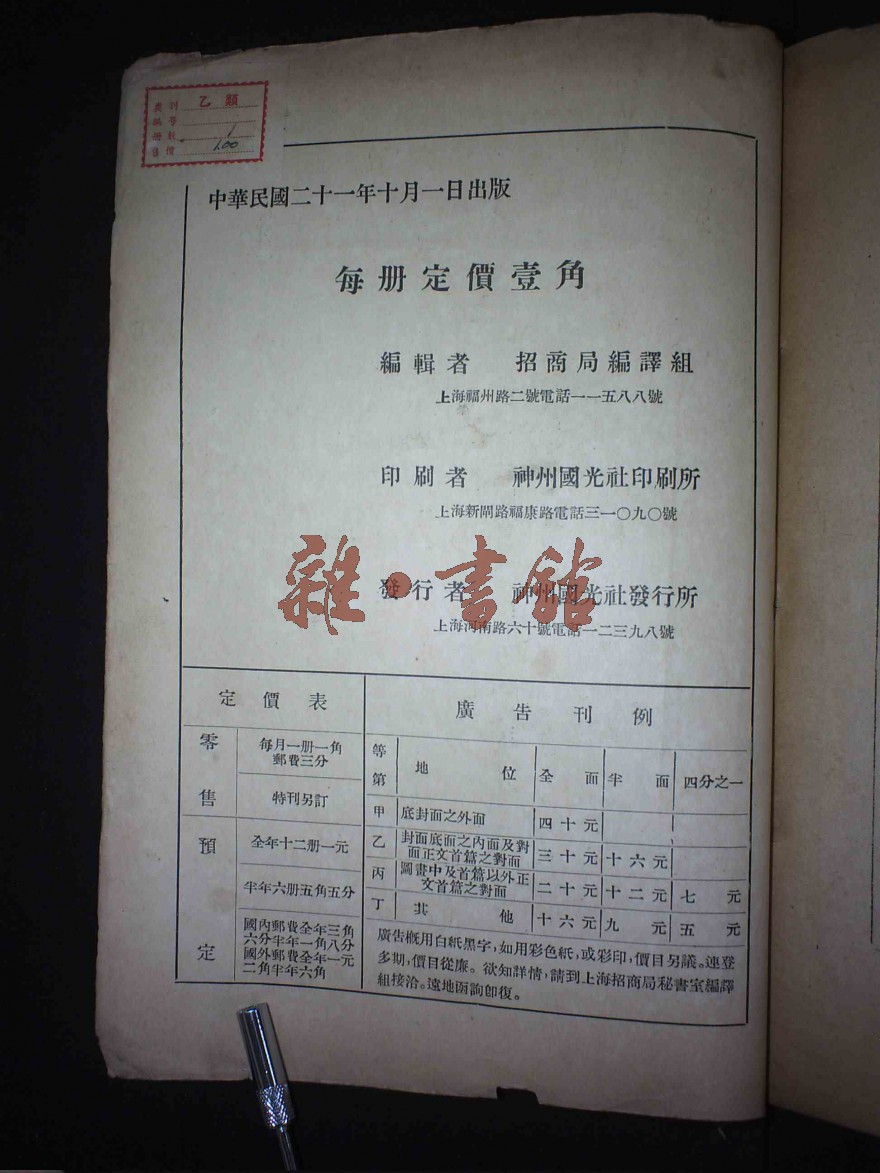 類別 乙類
編號
冊數 1
售價 1.00
中華民國二十一年十月一日出版
每册定價壹角
編輯者 招商局編譯組
上海福州路二號電話一一五八八號
印刷者 神州國光社印刷所
上海新閘路福康路電話三一〇九〇號
發行者 神州國光社發行所
上海河南路六十號電話一二三九八號
雜·書館
定價表
零售
每月一册一角
郵費三分
特刊另訂
預定
全年十二册一元
半年六册五角五分
國內郵費全年三角
六分半年一角八分
國外郵費全年一元
二角半年六角
廣告刊例
等第 地位 全面 半面 四分之一
甲 底封面之外面 四十元
乙 封面底面之內面及對
面正文首篇之對面 三十元 十六元
丙 圖書中及首篇以外正
文首篇之對面 二十元 十二元 七元
丁 其他 十六元 九元 五元
廣告概用白紙黑字，如用彩色紙，或彩印，價目另議。連登
多期，價目從廉。欲知詳情，請到上海招商局秘書室編譯
組接洽。遠地函詢卽復。